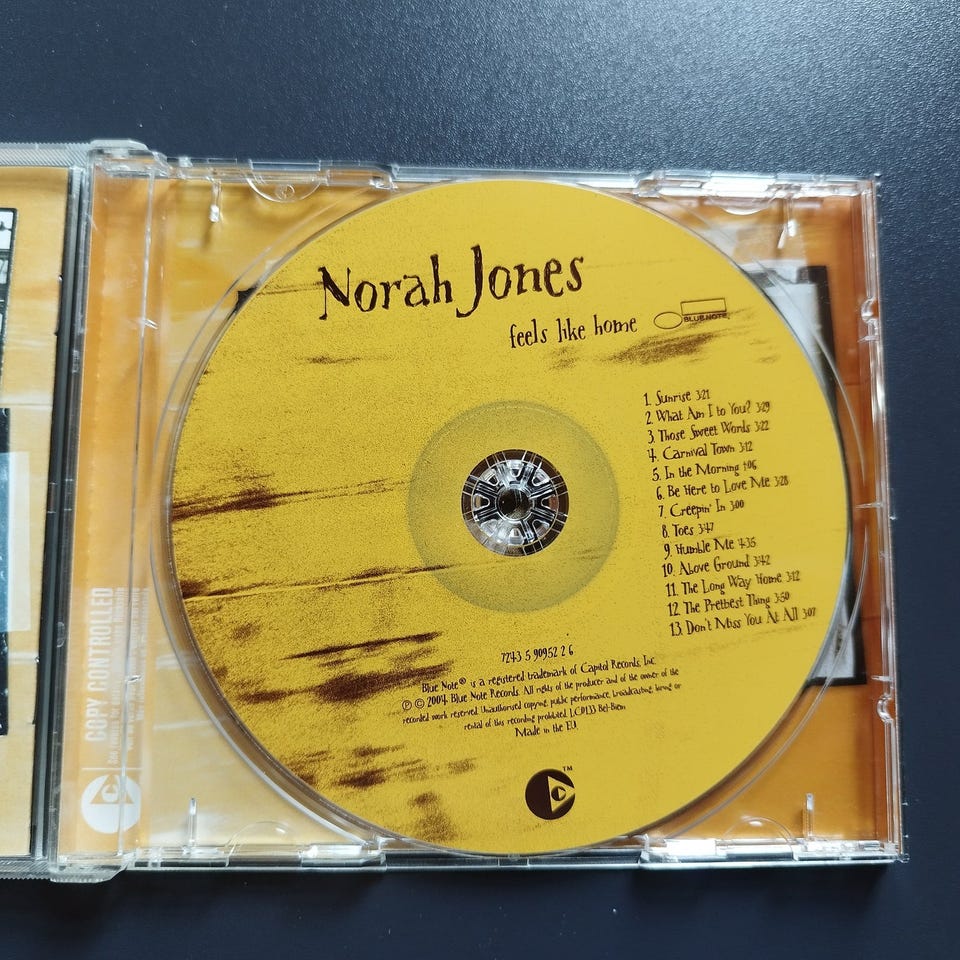 Norah Jones
feels like home
BLUE NOTE
1. Sunrise 3:21
2. What Am I to You? 3:29
3. Those Sweet Words 3:22
4. Carnival Town 3:12
5. In the Morning 4:06
6. Be Here to Love Me 3:28
7. Creepin' In 3:00
8. Toes 3:47
9. Humble Me 4:35
10. Above Ground 3:42
11. The Long Way Home 3:12
12. The Prettiest Thing 3:50
13. Don't Miss You At All 3:07
7243 5 90952 2 6
Blue Note® is a registered trademark of Capitol Records, Inc.
℗ © 2004 Blue Note Records. All rights of the producer and of the owner of the
recorded work reserved. Unauthorised copying, public performance, broadcasting, hiring or
rental of this recording prohibited. LC0133 Bel-Biem
Made in the E.U.
C
TM
COPY CONTROLLED
C